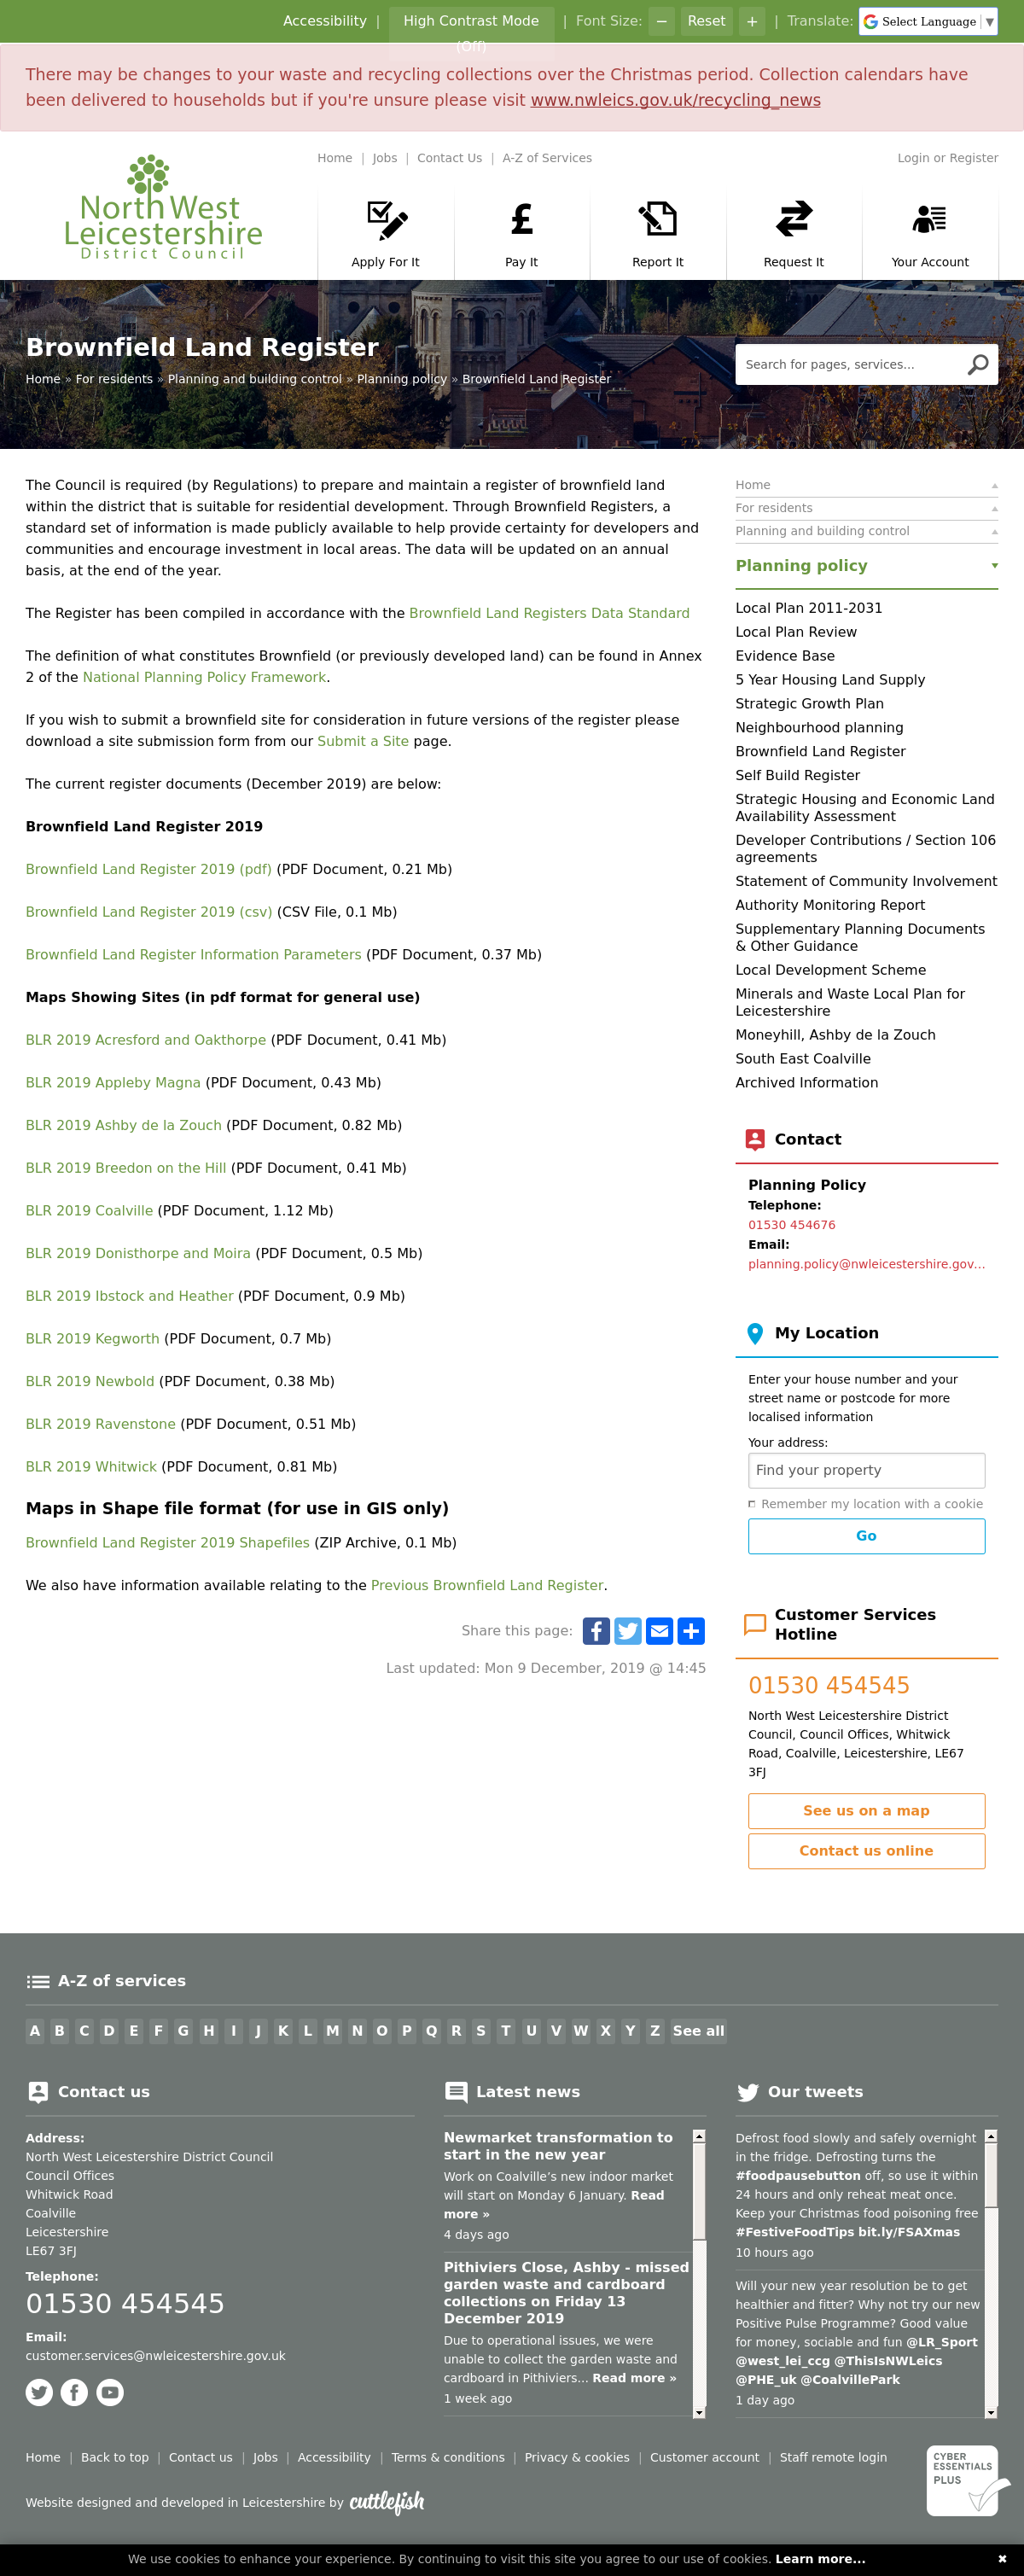 Accessibility | High Contrast Mode (Off) | Font Size: − Reset + | Translate: Select Language ▼
There may be changes to your waste and recycling collections over the Christmas period. Collection calendars have
been delivered to households but if you're unsure please visit www.nwleics.gov.uk/recycling_news
North West
Leicestershire
District Council
Home | Jobs | Contact Us | A-Z of Services
Login or Register
Apply For It
Pay It
Report It
Request It
Your Account
Brownfield Land Register
Home » For residents » Planning and building control » Planning policy » Brownfield Land Register
Search for pages, services...
The Council is required (by Regulations) to prepare and maintain a register of brownfield land
within the district that is suitable for residential development. Through Brownfield Registers, a
standard set of information is made publicly available to help provide certainty for developers and
communities and encourage investment in local areas. The data will be updated on an annual
basis, at the end of the year.
The Register has been compiled in accordance with the Brownfield Land Registers Data Standard
The definition of what constitutes Brownfield (or previously developed land) can be found in Annex
2 of the National Planning Policy Framework.
If you wish to submit a brownfield site for consideration in future versions of the register please
download a site submission form from our Submit a Site page.
The current register documents (December 2019) are below:
Brownfield Land Register 2019
Brownfield Land Register 2019 (pdf) (PDF Document, 0.21 Mb)
Brownfield Land Register 2019 (csv) (CSV File, 0.1 Mb)
Brownfield Land Register Information Parameters (PDF Document, 0.37 Mb)
Maps Showing Sites (in pdf format for general use)
BLR 2019 Acresford and Oakthorpe (PDF Document, 0.41 Mb)
BLR 2019 Appleby Magna (PDF Document, 0.43 Mb)
BLR 2019 Ashby de la Zouch (PDF Document, 0.82 Mb)
BLR 2019 Breedon on the Hill (PDF Document, 0.41 Mb)
BLR 2019 Coalville (PDF Document, 1.12 Mb)
BLR 2019 Donisthorpe and Moira (PDF Document, 0.5 Mb)
BLR 2019 Ibstock and Heather (PDF Document, 0.9 Mb)
BLR 2019 Kegworth (PDF Document, 0.7 Mb)
BLR 2019 Newbold (PDF Document, 0.38 Mb)
BLR 2019 Ravenstone (PDF Document, 0.51 Mb)
BLR 2019 Whitwick (PDF Document, 0.81 Mb)
Maps in Shape file format (for use in GIS only)
Brownfield Land Register 2019 Shapefiles (ZIP Archive, 0.1 Mb)
We also have information available relating to the Previous Brownfield Land Register.
Share this page:
Last updated: Mon 9 December, 2019 @ 14:45
Home
For residents
Planning and building control
Planning policy
Local Plan 2011-2031
Local Plan Review
Evidence Base
5 Year Housing Land Supply
Strategic Growth Plan
Neighbourhood planning
Brownfield Land Register
Self Build Register
Strategic Housing and Economic Land
Availability Assessment
Developer Contributions / Section 106
agreements
Statement of Community Involvement
Authority Monitoring Report
Supplementary Planning Documents
& Other Guidance
Local Development Scheme
Minerals and Waste Local Plan for
Leicestershire
Moneyhill, Ashby de la Zouch
South East Coalville
Archived Information
Contact
Planning Policy
Telephone:
01530 454676
Email:
planning.policy@nwleicestershire.gov...
My Location
Enter your house number and your
street name or postcode for more
localised information
Your address:
Find your property
Remember my location with a cookie
Go
Customer Services
Hotline
01530 454545
North West Leicestershire District
Council, Council Offices, Whitwick
Road, Coalville, Leicestershire, LE67
3FJ
See us on a map
Contact us online
A-Z of services
A B C D E F G H I J K L M N O P Q R S T U V W X Y Z See all
Contact us
Address:
North West Leicestershire District Council
Council Offices
Whitwick Road
Coalville
Leicestershire
LE67 3FJ
Telephone:
01530 454545
Email:
customer.services@nwleicestershire.gov.uk
Latest news
Newmarket transformation to
start in the new year
Work on Coalville’s new indoor market
will start on Monday 6 January. Read
more »
4 days ago
Pithiviers Close, Ashby - missed
garden waste and cardboard
collections on Friday 13
December 2019
Due to operational issues, we were
unable to collect the garden waste and
cardboard in Pithiviers... Read more »
1 week ago
Our tweets
Defrost food slowly and safely overnight
in the fridge. Defrosting turns the
#foodpausebutton off, so use it within
24 hours and only reheat meat once.
Keep your Christmas food poisoning free
#FestiveFoodTips bit.ly/FSAXmas
10 hours ago
Will your new year resolution be to get
healthier and fitter? Why not try our new
Positive Pulse Programme? Good value
for money, sociable and fun @LR_Sport
@west_lei_ccg @ThisIsNWLeics
@PHE_uk @CoalvillePark
1 day ago
Home | Back to top | Contact us | Jobs | Accessibility | Terms & conditions | Privacy & cookies | Customer account | Staff remote login
Website designed and developed in Leicestershire by cuttlefish
CYBER
ESSENTIALS
PLUS
We use cookies to enhance your experience. By continuing to visit this site you agree to our use of cookies. Learn more... ✖